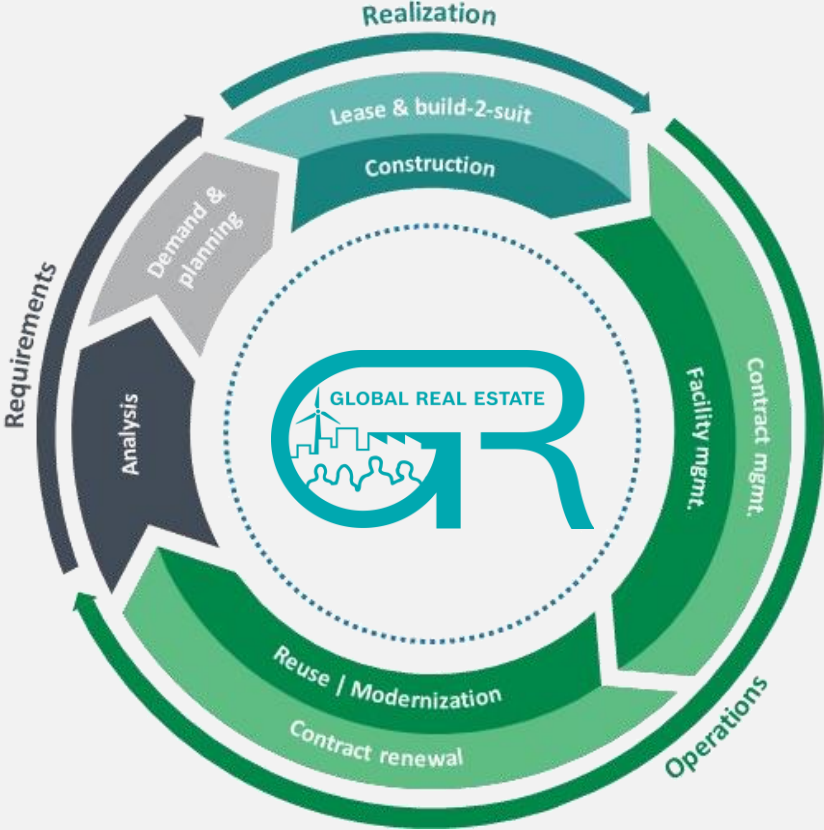 Realization
Lease & build-2-suit
Construction
Demand &
planning
Requirements
Analysis
GLOBAL REAL ESTATE
GR
Facility mgmt.
Contract mgmt.
Reuse | Modernization
Contract renewal
Operations